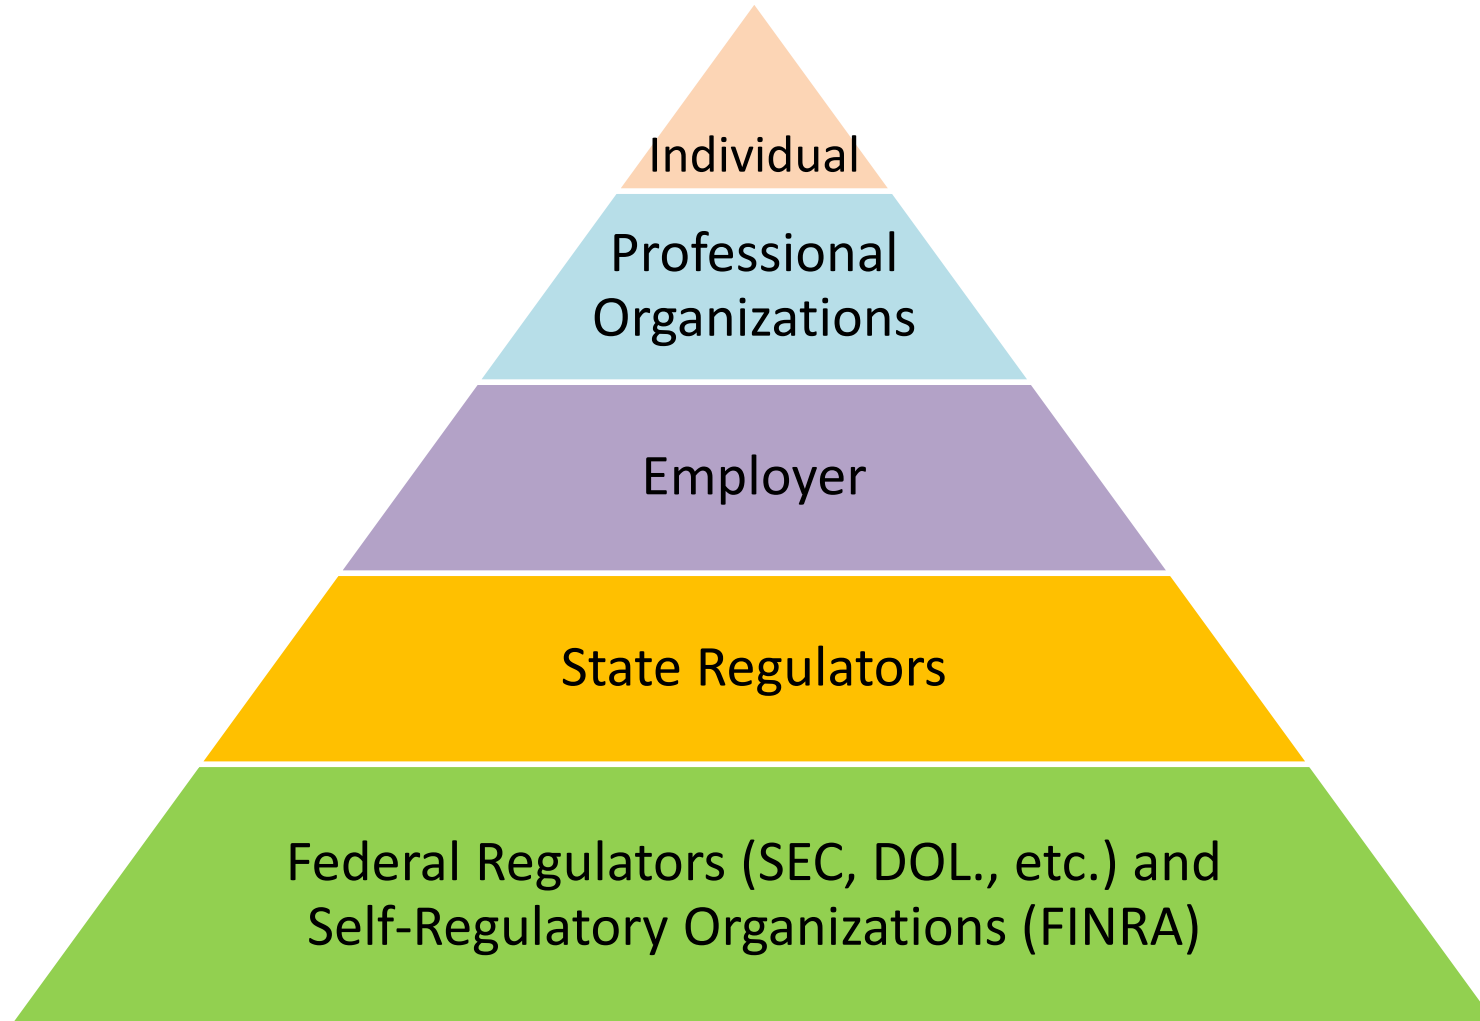 Individual
Professional
Organizations
Employer
State Regulators
Federal Regulators (SEC, DOL., etc.) and
Self-Regulatory Organizations (FINRA)